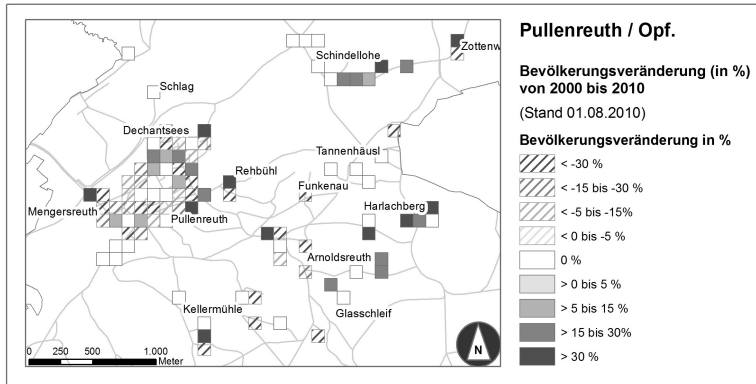 Pullenreuth / Opf.
Bevölkerungsveränderung (in %)
von 2000 bis 2010
(Stand 01.08.2010)
Bevölkerungsveränderung in %
< -30 %
< -15 bis -30 %
< -5 bis -15%
< 0 bis -5 %
0 %
> 0 bis 5 %
> 5 bis 15 %
> 15 bis 30%
> 30 %
Schindellohe
Zottenw
Schlag
Dechantsees
Tannenhäusl
Rehbühl
Funkenau
Mengersreuth
Pullenreuth
Harlachberg
Arnoldsreuth
Kellermühle
Glasschleif
0 250 500 1.000
Meter
N